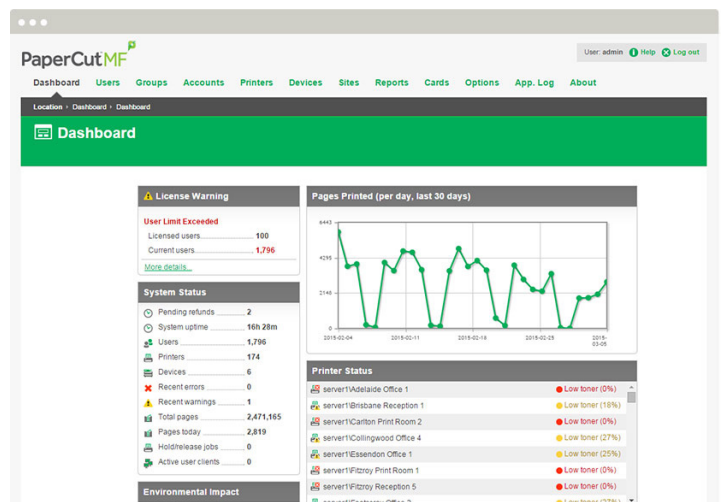 PaperCut MF
User: admin Help Log out
Dashboard Users Groups Accounts Printers Devices Sites Reports Cards Options App. Log About
Location › Dashboard › Dashboard
Dashboard
License Warning
User Limit Exceeded
Licensed users 100
Current users 1,796
More details...
System Status
Pending refunds 2
System uptime 16h 28m
Users 1,796
Printers 174
Devices 6
Recent errors 0
Recent warnings 1
Total pages 2,471,165
Pages today 2,819
Hold/release jobs 0
Active user clients 0
Environmental Impact
Pages Printed (per day, last 30 days)
6443
4295
2148
0
2015-02-04 2015-02-11 2015-02-18 2015-02-25 2015-03-05
Printer Status
server1\Adelaide Office 1 Low toner (0%)
server1\Brisbane Reception 1 Low toner (18%)
server1\Carlton Print Room 2 Low toner (0%)
server1\Collingwood Office 4 Low toner (27%)
server1\Essendon Office 1 Low toner (25%)
server1\Fitzroy Print Room 1 Low toner (0%)
server1\Fitzroy Reception 5 Low toner (0%)